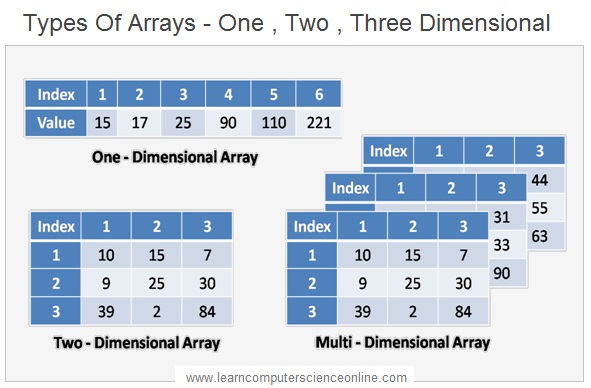 Types Of Arrays - One , Two , Three Dimensional
Index 1 2 3 4 5 6
Value 15 17 25 90 110 221
One - Dimensional Array
Index 1 2 3
1 10 15 7
2 9 25 30
3 39 2 84
Two - Dimensional Array
Index 1 2 3
44
55
63
Index 1 2 3
31
33
90
Index 1 2 3
1 10 15 7
2 9 25 30
3 39 2 84
Multi - Dimensional Array
www.learncomputerscienceonline.com